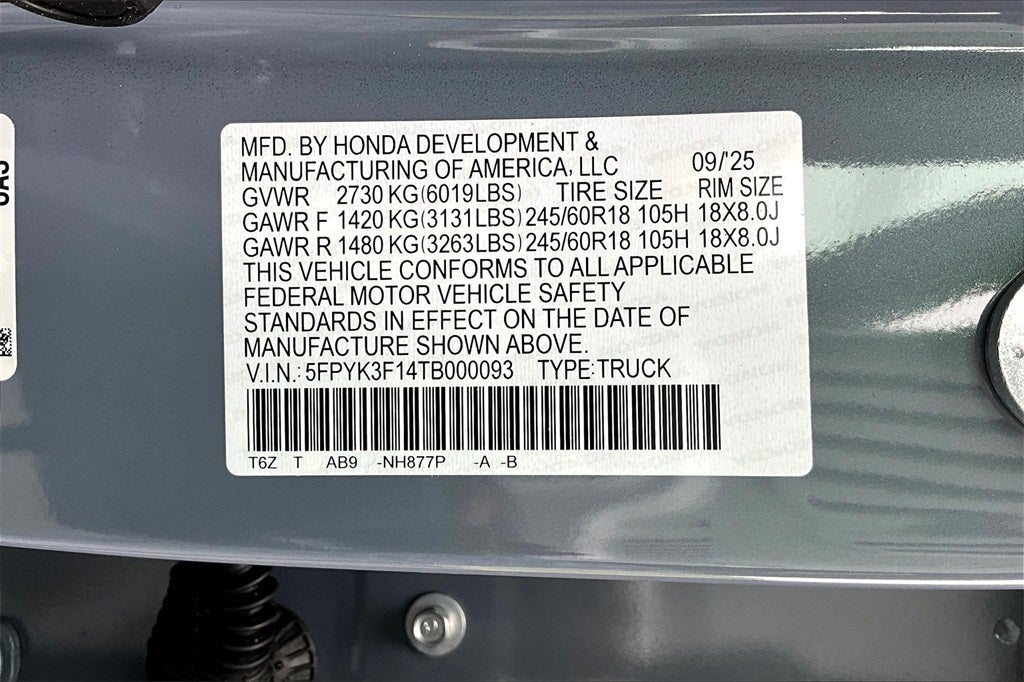 MFD. BY HONDA DEVELOPMENT &
MANUFACTURING OF AMERICA, LLC 09/'25
GVWR 2730 KG(6019LBS) TIRE SIZE RIM SIZE
GAWR F 1420 KG(3131LBS) 245/60R18 105H 18X8.0J
GAWR R 1480 KG(3263LBS) 245/60R18 105H 18X8.0J
THIS VEHICLE CONFORMS TO ALL APPLICABLE
FEDERAL MOTOR VEHICLE SAFETY
STANDARDS IN EFFECT ON THE DATE OF
MANUFACTURE SHOWN ABOVE.
V.I.N.: 5FPYK3F14TB000093 TYPE:TRUCK
T6Z T AB9 -NH877P -A -B